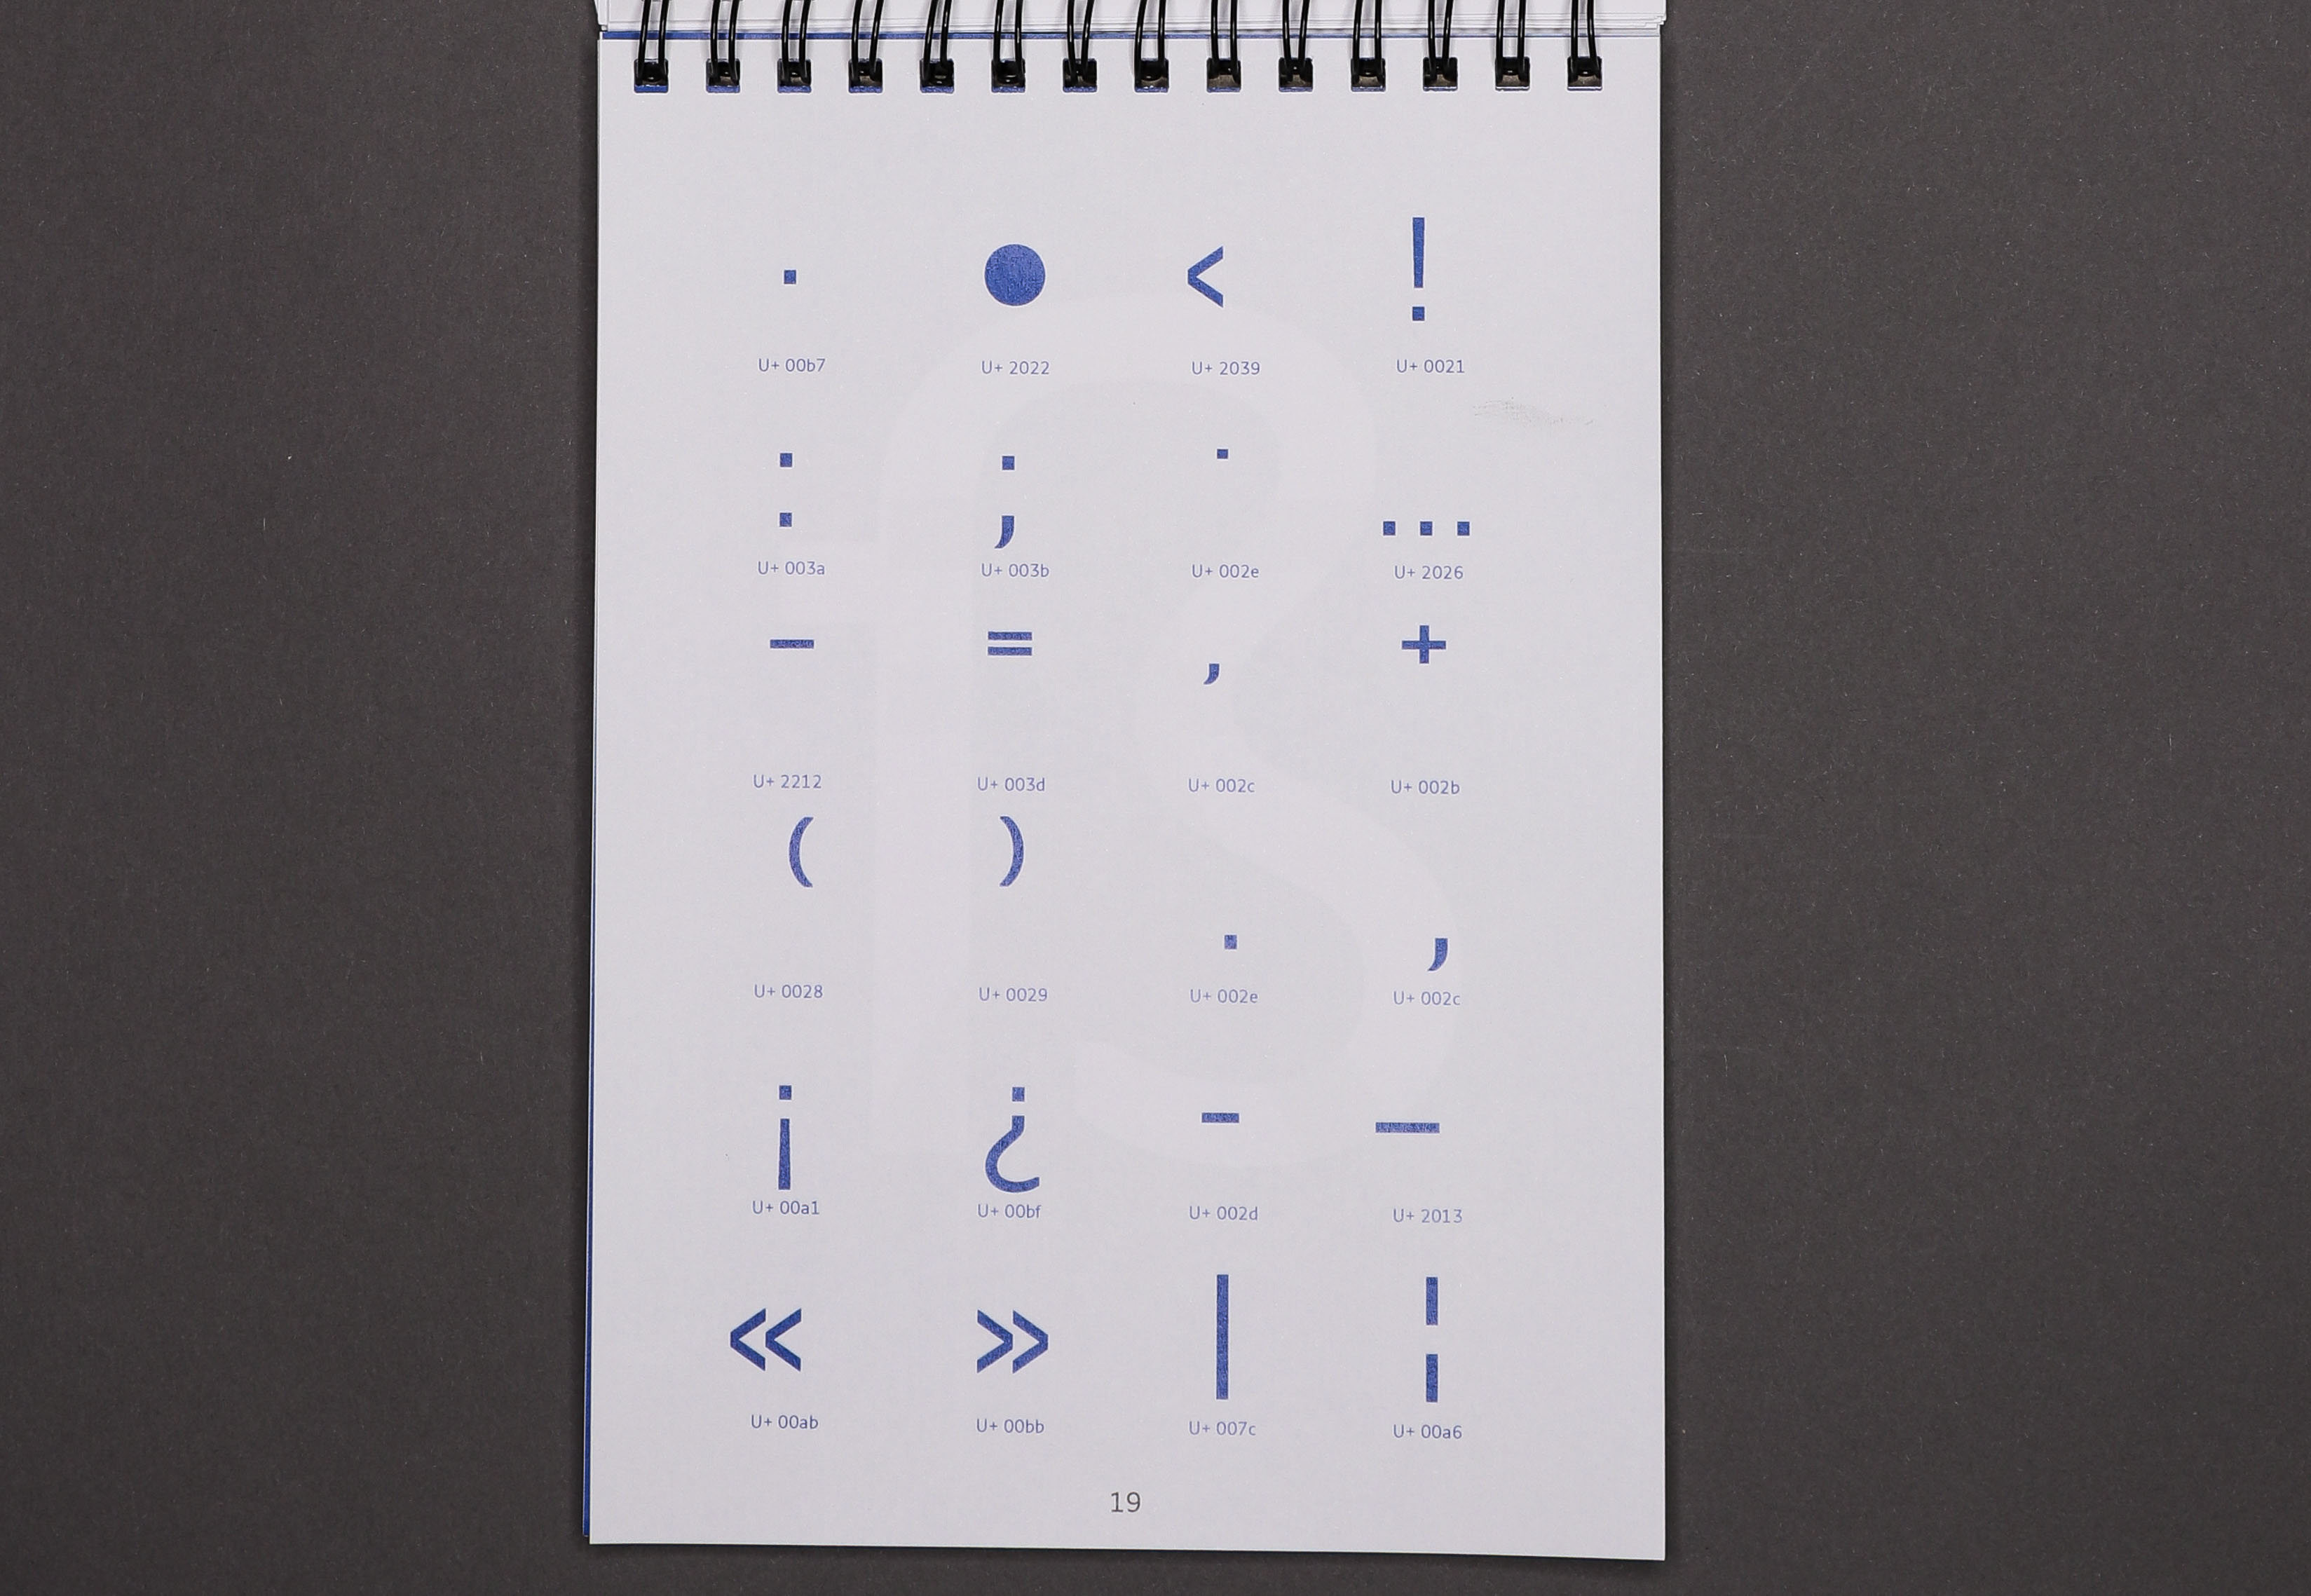 · • ‹ !
U+ 00b7 U+ 2022 U+ 2039 U+ 0021
: ; . …
U+ 003a U+ 003b U+ 002e U+ 2026
− = , +
U+ 2212 U+ 003d U+ 002c U+ 002b
( ) . ,
U+ 0028 U+ 0029 U+ 002e U+ 002c
¡ ¿ - –
U+ 00a1 U+ 00bf U+ 002d U+ 2013
« » | ¦
U+ 00ab U+ 00bb U+ 007c U+ 00a6
19